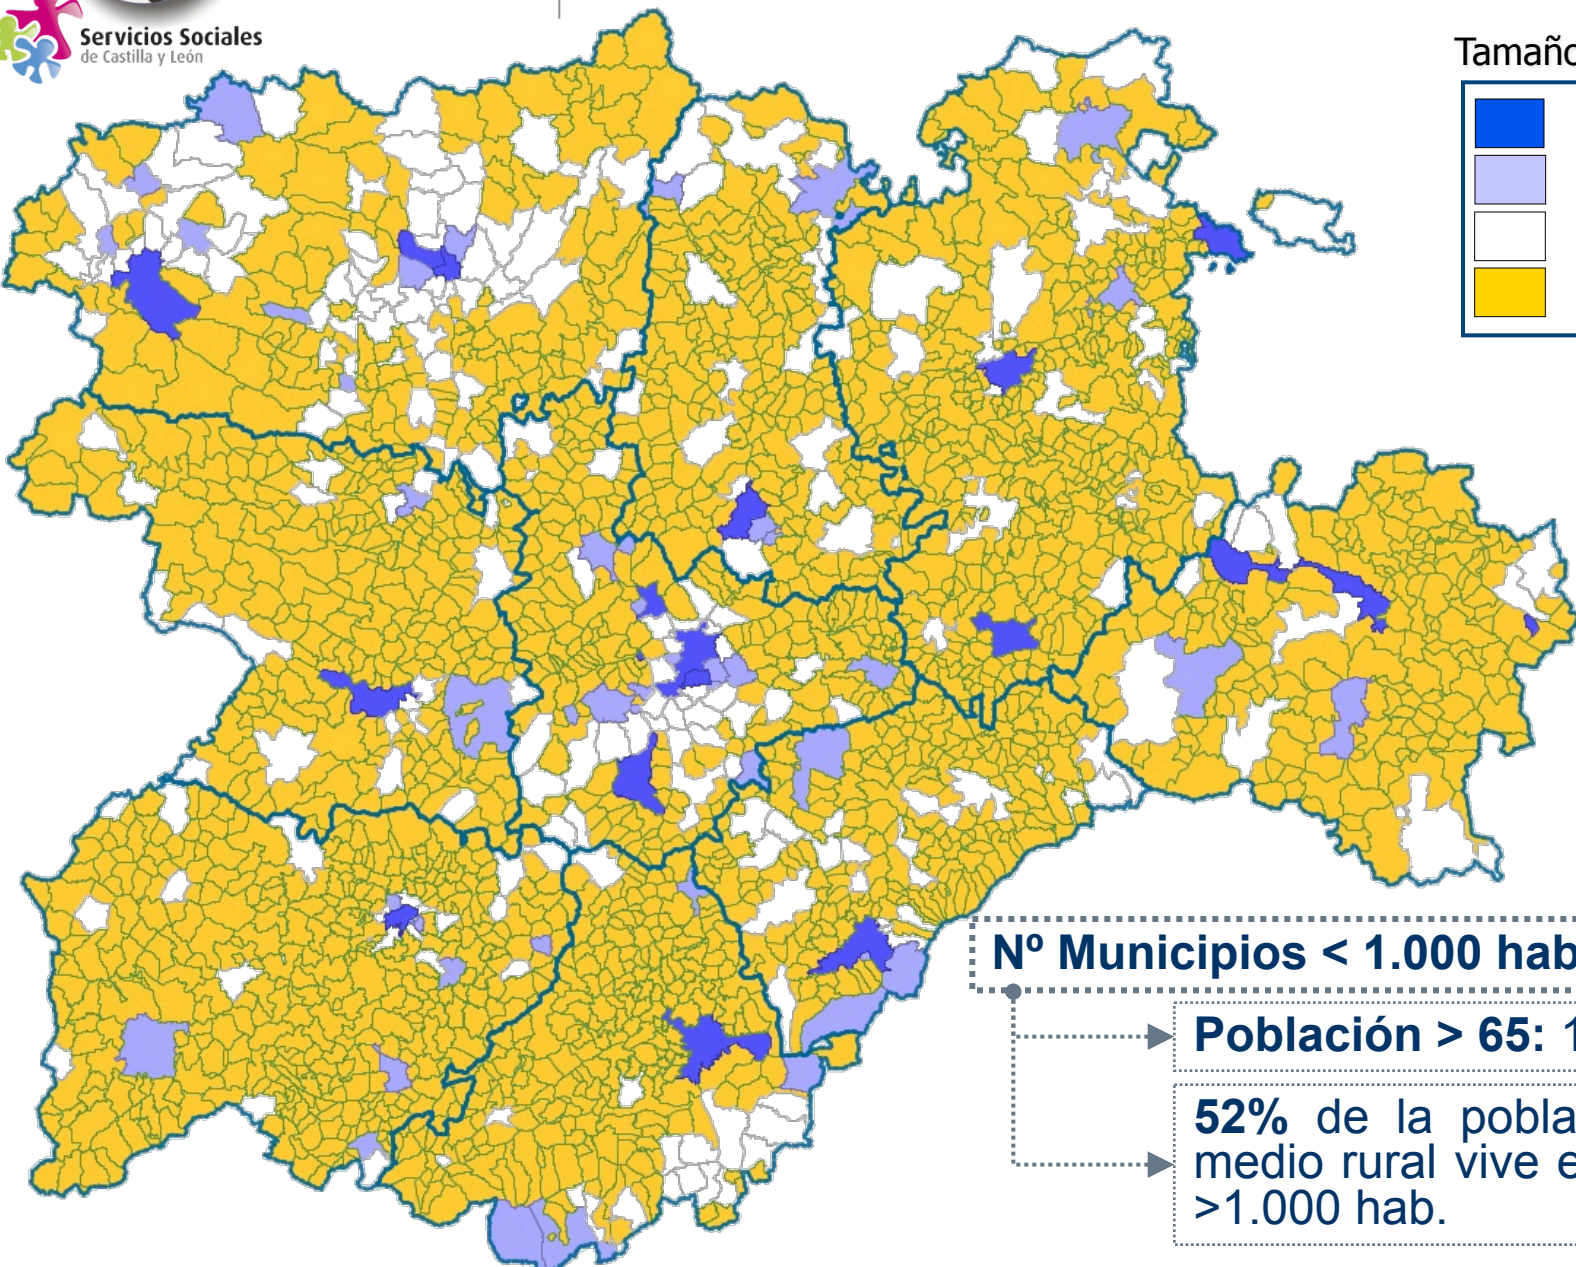 Servicios Sociales
de Castilla y León
Tamaño
Nº Municipios < 1.000 hab
Población > 65: 1
52% de la pobla
medio rural vive e
>1.000 hab.